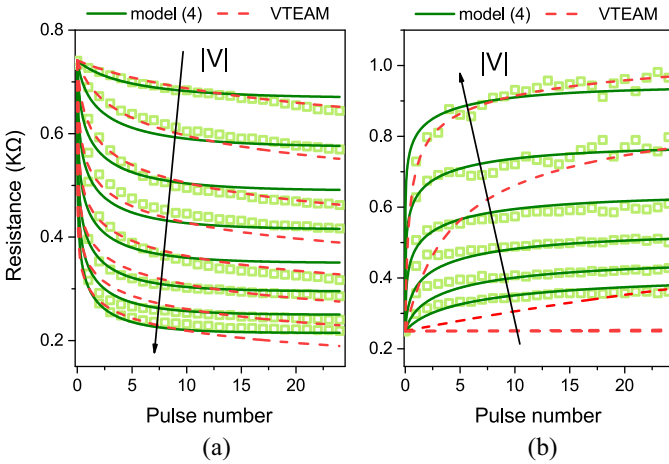 model (4) VTEAM model (4) VTEAM
0.8
0.6
0.4
0.2
Resistance (KΩ)
|V|
0 5 10 15 20
Pulse number
(a)
1.0
0.8
0.6
0.4
0.2
|V|
0 5 10 15 20
Pulse number
(b)